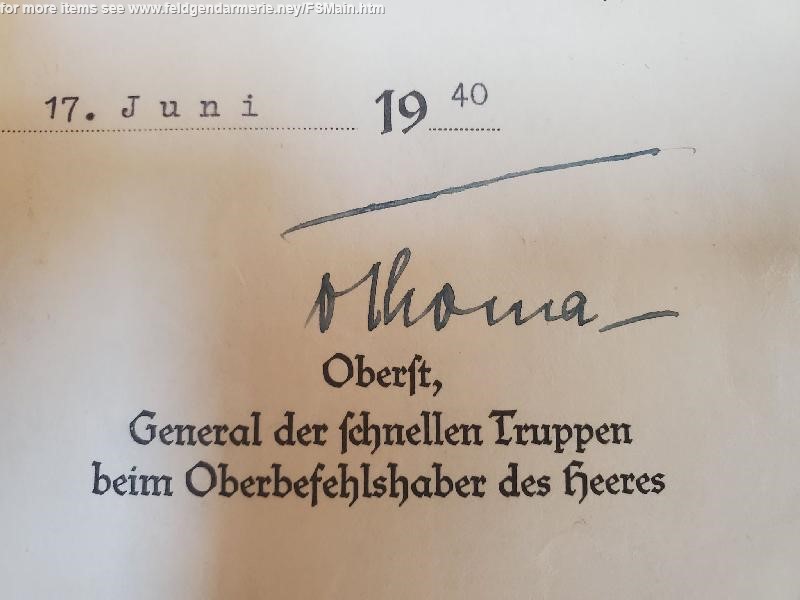 for more items see www.feldgendarmerie.ney/FSMain.htm
17. Juni 1940
vThoma
Oberſt,
General der ſchnellen Truppen
beim Oberbefehlshaber des Heeres